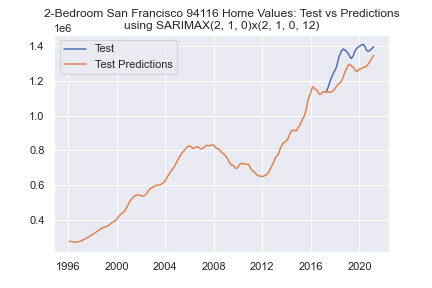 2-Bedroom San Francisco 94116 Home Values: Test vs Predictions
using SARIMAX(2, 1, 0)x(2, 1, 0, 12)
1e6
Test
Test Predictions
1.4
1.2
1.0
0.8
0.6
0.4
1996
2000
2004
2008
2012
2016
2020